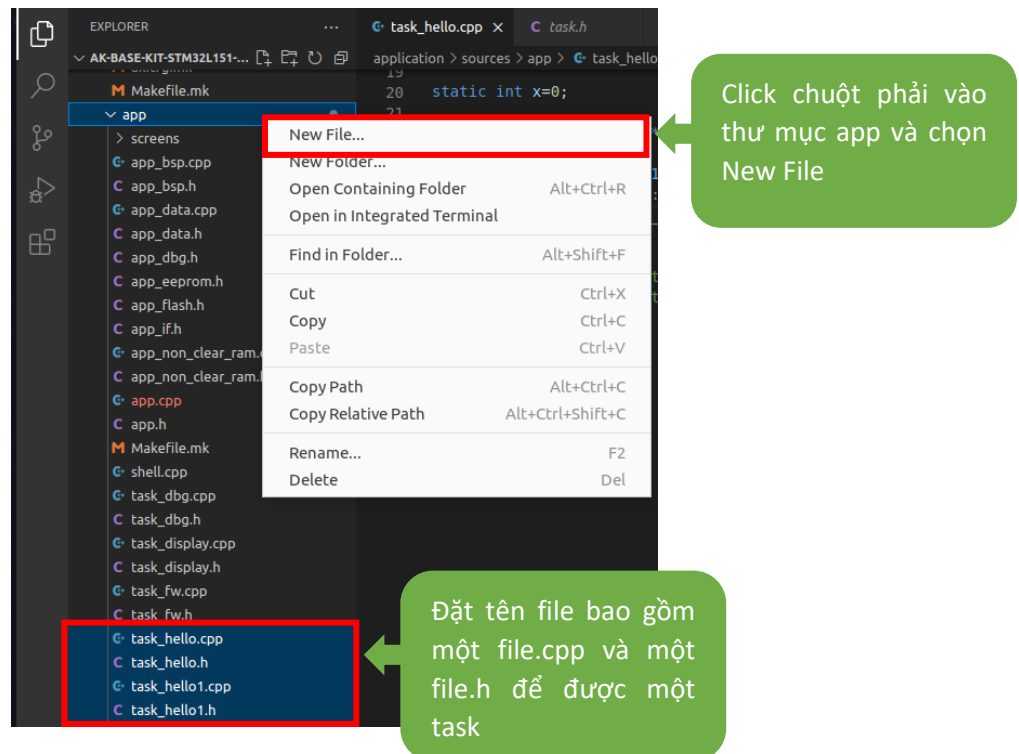 EXPLORER ...
task_hello.cpp × C task.h
AK-BASE-KIT-STM32L151-...
application > sources > app > task_hello
19
M Makefile.mk
20 static int x=0;
app
21
screens
app_bsp.cpp
C app_bsp.h
app_data.cpp
C app_data.h
C app_dbg.h
C app_eeprom.h
C app_flash.h
C app_if.h
app_non_clear_ram.
C app_non_clear_ram.
app.cpp
C app.h
M Makefile.mk
shell.cpp
task_dbg.cpp
C task_dbg.h
task_display.cpp
C task_display.h
task_fw.cpp
C task_fw.h
task_hello.cpp
C task_hello.h
task_hello1.cpp
C task_hello1.h
New File...
New Folder...
Open Containing Folder Alt+Ctrl+R
Open in Integrated Terminal
Find in Folder... Alt+Shift+F
Cut Ctrl+X
Copy Ctrl+C
Paste Ctrl+V
Copy Path Alt+Ctrl+C
Copy Relative Path Alt+Ctrl+Shift+C
Rename... F2
Delete Del
Click chuột phải vào
thư mục app và chọn
New File
Đặt tên file bao gồm
một file.cpp và một
file.h để được một
task